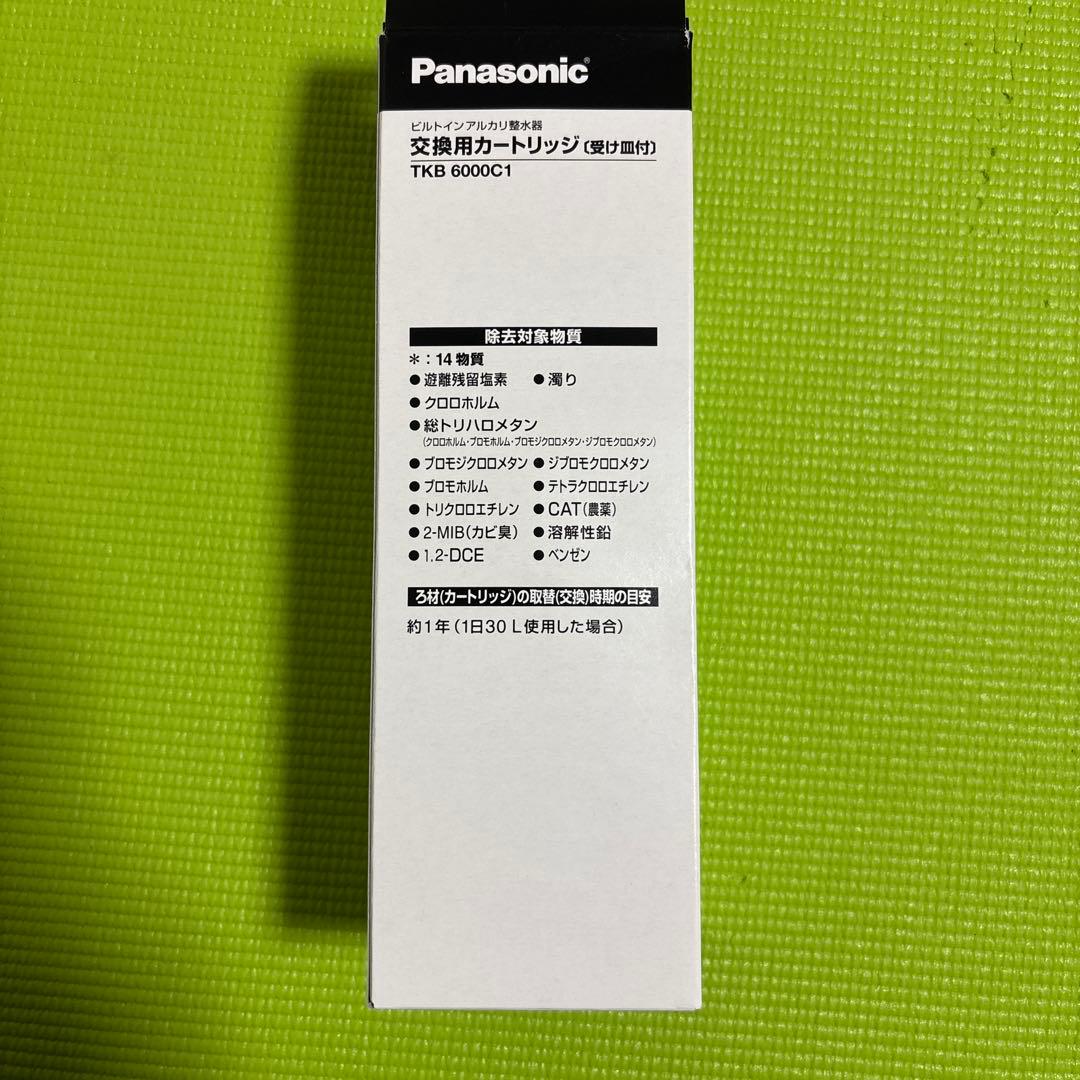 Panasonic®
ビルトインアルカリ整水器
交換用カートリッジ〔受け皿付〕
TKB 6000C1
除去対象物質
＊：14物質
● 遊離残留塩素 ● 濁り
● クロロホルム
● 総トリハロメタン
(クロロホルム・ブロモホルム・ブロモジクロロメタン・ジブロモクロロメタン)
● ブロモジクロロメタン ● ジブロモクロロメタン
● ブロモホルム ● テトラクロロエチレン
● トリクロロエチレン ● CAT(農薬)
● 2-MIB(カビ臭) ● 溶解性鉛
● 1,2-DCE ● ベンゼン
ろ材(カートリッジ)の取替(交換)時期の目安
約1年(1日30L使用した場合)